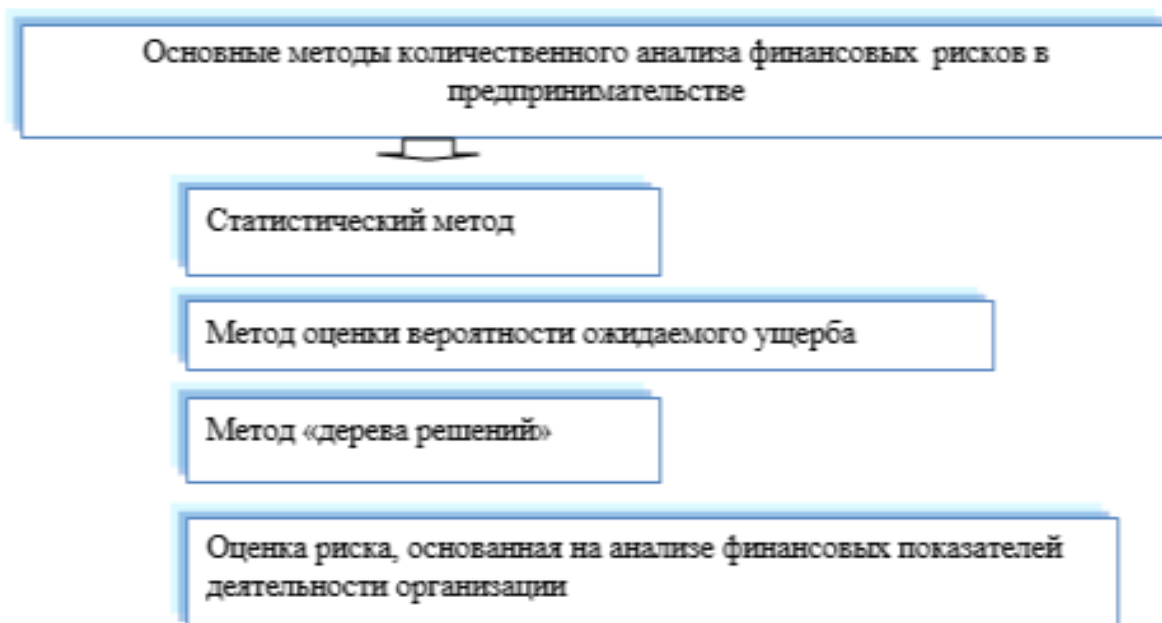 Основные методы количественного анализа финансовых рисков в
предпринимательстве
Статистический метод
Метод оценки вероятности ожидаемого ущерба
Метод «дерева решений»
Оценка риска, основанная на анализе финансовых показателей
деятельности организации